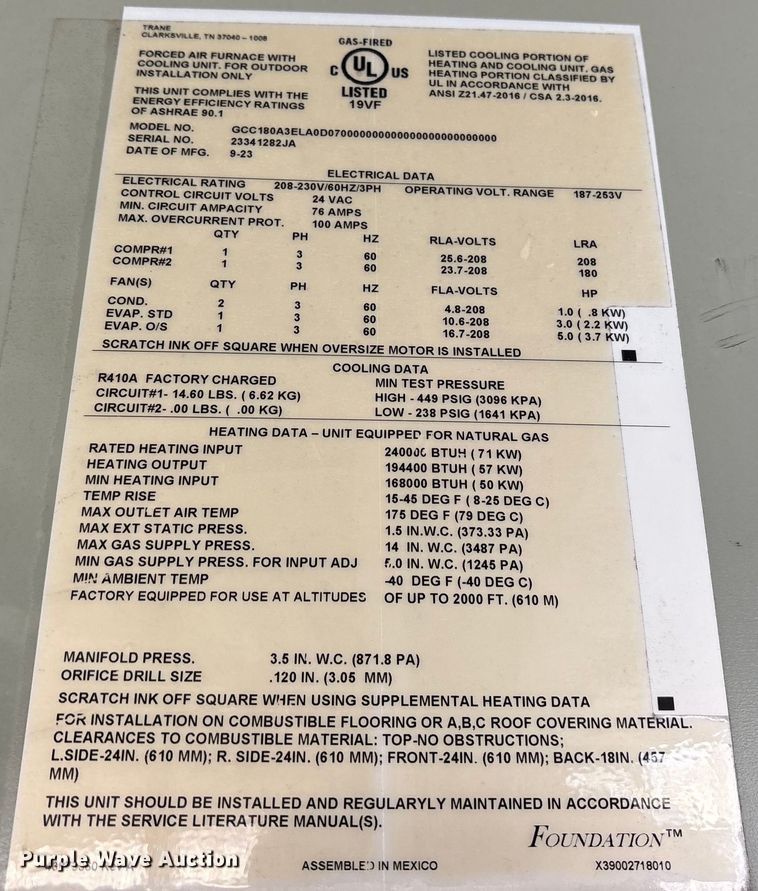 TRANE
CLARKSVILLE, TN 37040 – 1008
FORCED AIR FURNACE WITH
COOLING UNIT. FOR OUTDOOR
INSTALLATION ONLY
THIS UNIT COMPLIES WITH THE
ENERGY EFFICIENCY RATINGS
OF ASHRAE 90.1
GAS-FIRED
C UL US
LISTED
19VF
LISTED COOLING PORTION OF
HEATING AND COOLING UNIT. GAS
HEATING PORTION CLASSIFIED BY
UL IN ACCORDANCE WITH
ANSI Z21.47-2016 / CSA 2.3-2016.
MODEL NO. 
SERIAL NO. 23341282JA
DATE OF MFG. 9-23
ELECTRICAL DATA
ELECTRICAL RATING 208-230V/60HZ/3PH OPERATING VOLT. RANGE 187-253V
CONTROL CIRCUIT VOLTS 24 VAC
MIN. CIRCUIT AMPACITY 76 AMPS
MAX. OVERCURRENT PROT. 100 AMPS
QTY PH HZ RLA-VOLTS LRA
COMPR#1 1 3 60 25.6-208 208
COMPR#2 1 3 60 23.7-208 180
FAN(S) QTY PH HZ FLA-VOLTS HP
COND. 2 3 60 4.8-208 1.0 ( .8 KW)
EVAP. STD 1 3 60 10.6-208 3.0 ( 2.2 KW)
EVAP. O/S 1 3 60 16.7-208 5.0 ( 3.7 KW)
SCRATCH INK OFF SQUARE WHEN OVERSIZE MOTOR IS INSTALLED
COOLING DATA
R410A FACTORY CHARGED MIN TEST PRESSURE
CIRCUIT#1- 14.60 LBS. ( 6.62 KG) HIGH - 449 PSIG (3096 KPA)
CIRCUIT#2- .00 LBS. ( .00 KG) LOW - 238 PSIG (1641 KPA)
HEATING DATA – UNIT EQUIPPED FOR NATURAL GAS
RATED HEATING INPUT 240000 BTUH ( 71 KW)
HEATING OUTPUT 194400 BTUH ( 57 KW)
MIN HEATING INPUT 168000 BTUH ( 50 KW)
TEMP RISE 15-45 DEG F ( 8-25 DEG C)
MAX OUTLET AIR TEMP 175 DEG F (79 DEG C)
MAX EXT STATIC PRESS. 1.5 IN.W.C. (373.33 PA)
MAX GAS SUPPLY PRESS. 14 IN. W.C. (3487 PA)
MIN GAS SUPPLY PRESS. FOR INPUT ADJ 5.0 IN. W.C. (1245 PA)
MIN AMBIENT TEMP -40 DEG F (-40 DEG C)
FACTORY EQUIPPED FOR USE AT ALTITUDES OF UP TO 2000 FT. (610 M)
MANIFOLD PRESS. 3.5 IN. W.C. (871.8 PA)
ORIFICE DRILL SIZE .120 IN. (3.05 MM)
SCRATCH INK OFF SQUARE WHEN USING SUPPLEMENTAL HEATING DATA
FOR INSTALLATION ON COMBUSTIBLE FLOORING OR A,B,C ROOF COVERING MATERIAL.
CLEARANCES TO COMBUSTIBLE MATERIAL: TOP-NO OBSTRUCTIONS;
L.SIDE-24IN. (610 MM); R. SIDE-24IN. (610 MM); FRONT-24IN. (610 MM); BACK-18IN. (457
MM)
THIS UNIT SHOULD BE INSTALLED AND REGULARYLY MAINTAINED IN ACCORDANCE
WITH THE SERVICE LITERATURE MANUAL(S).
FOUNDATION™
Purple Wave Auction
ASSEMBLED IN MEXICO X39002718010